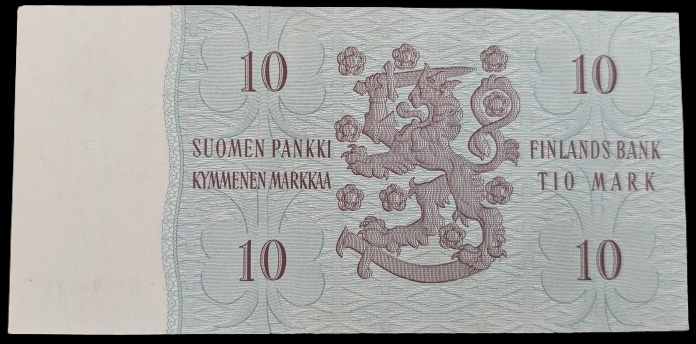 10 10
SUOMEN PANKKI FINLANDS BANK
KYMMENEN MARKKAA TIO MARK
10 10